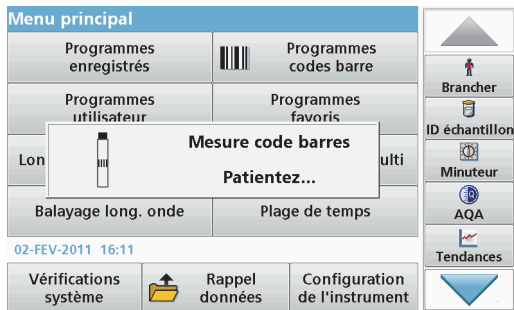 Menu principal
Programmes
enregistrés
Programmes
codes barre
Programmes
utilisateur
Programmes
favoris
Mesure code barres
Patientez...
Balayage long. onde
Plage de temps
02-FEV-2011 16:11
Vérifications
système
Rappel
données
Configuration
de l'instrument
Brancher
ID échantillon
Minuteur
AQA
Tendances